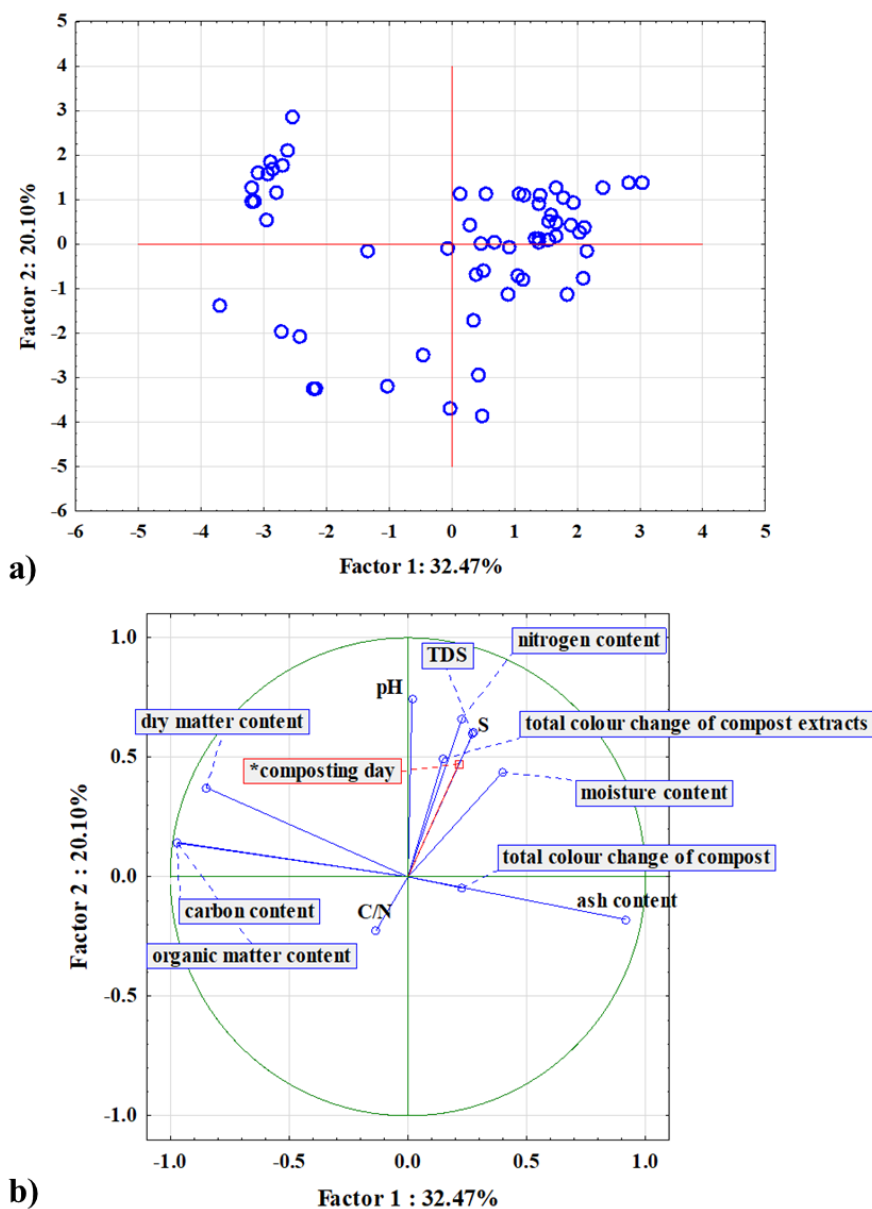 5
4
3
2
1
0
-1
-2
-3
-4
-5
-6
Factor 2: 20.10%
-6 -5 -4 -3 -2 -1 0 1 2 3 4 5
Factor 1: 32.47%
a)
1.0
0.5
0.0
-0.5
-1.0
Factor 2 : 20.10%
nitrogen content
TDS
pH
S
dry matter content
total colour change of compost extracts
*composting day
moisture content
total colour change of compost
ash content
C/N
carbon content
organic matter content
-1.0 -0.5 0.0 0.5 1.0
Factor 1 : 32.47%
b)